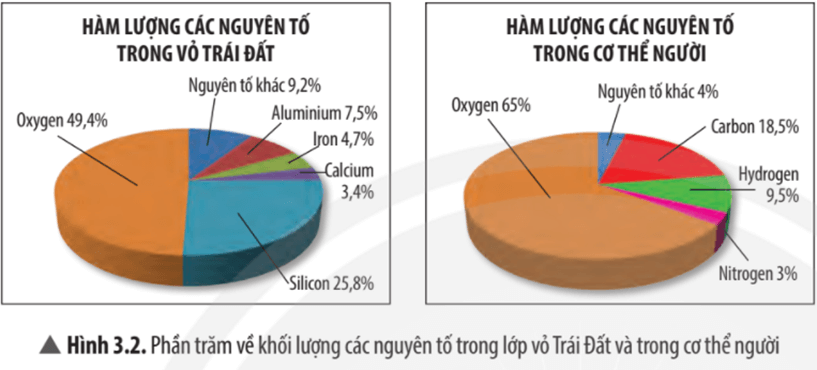 HÀM LƯỢNG CÁC NGUYÊN TỐ
TRONG VỎ TRÁI ĐẤT
Nguyên tố khác 9,2%
Oxygen 49,4%
Aluminium 7,5%
Iron 4,7%
Calcium
3,4%
Silicon 25,8%
HÀM LƯỢNG CÁC NGUYÊN TỐ
TRONG CƠ THỂ NGƯỜI
Nguyên tố khác 4%
Oxygen 65%
Carbon 18,5%
Hydrogen
9,5%
Nitrogen 3%
▲ Hình 3.2. Phần trăm về khối lượng các nguyên tố trong lớp vỏ Trái Đất và trong cơ thể người